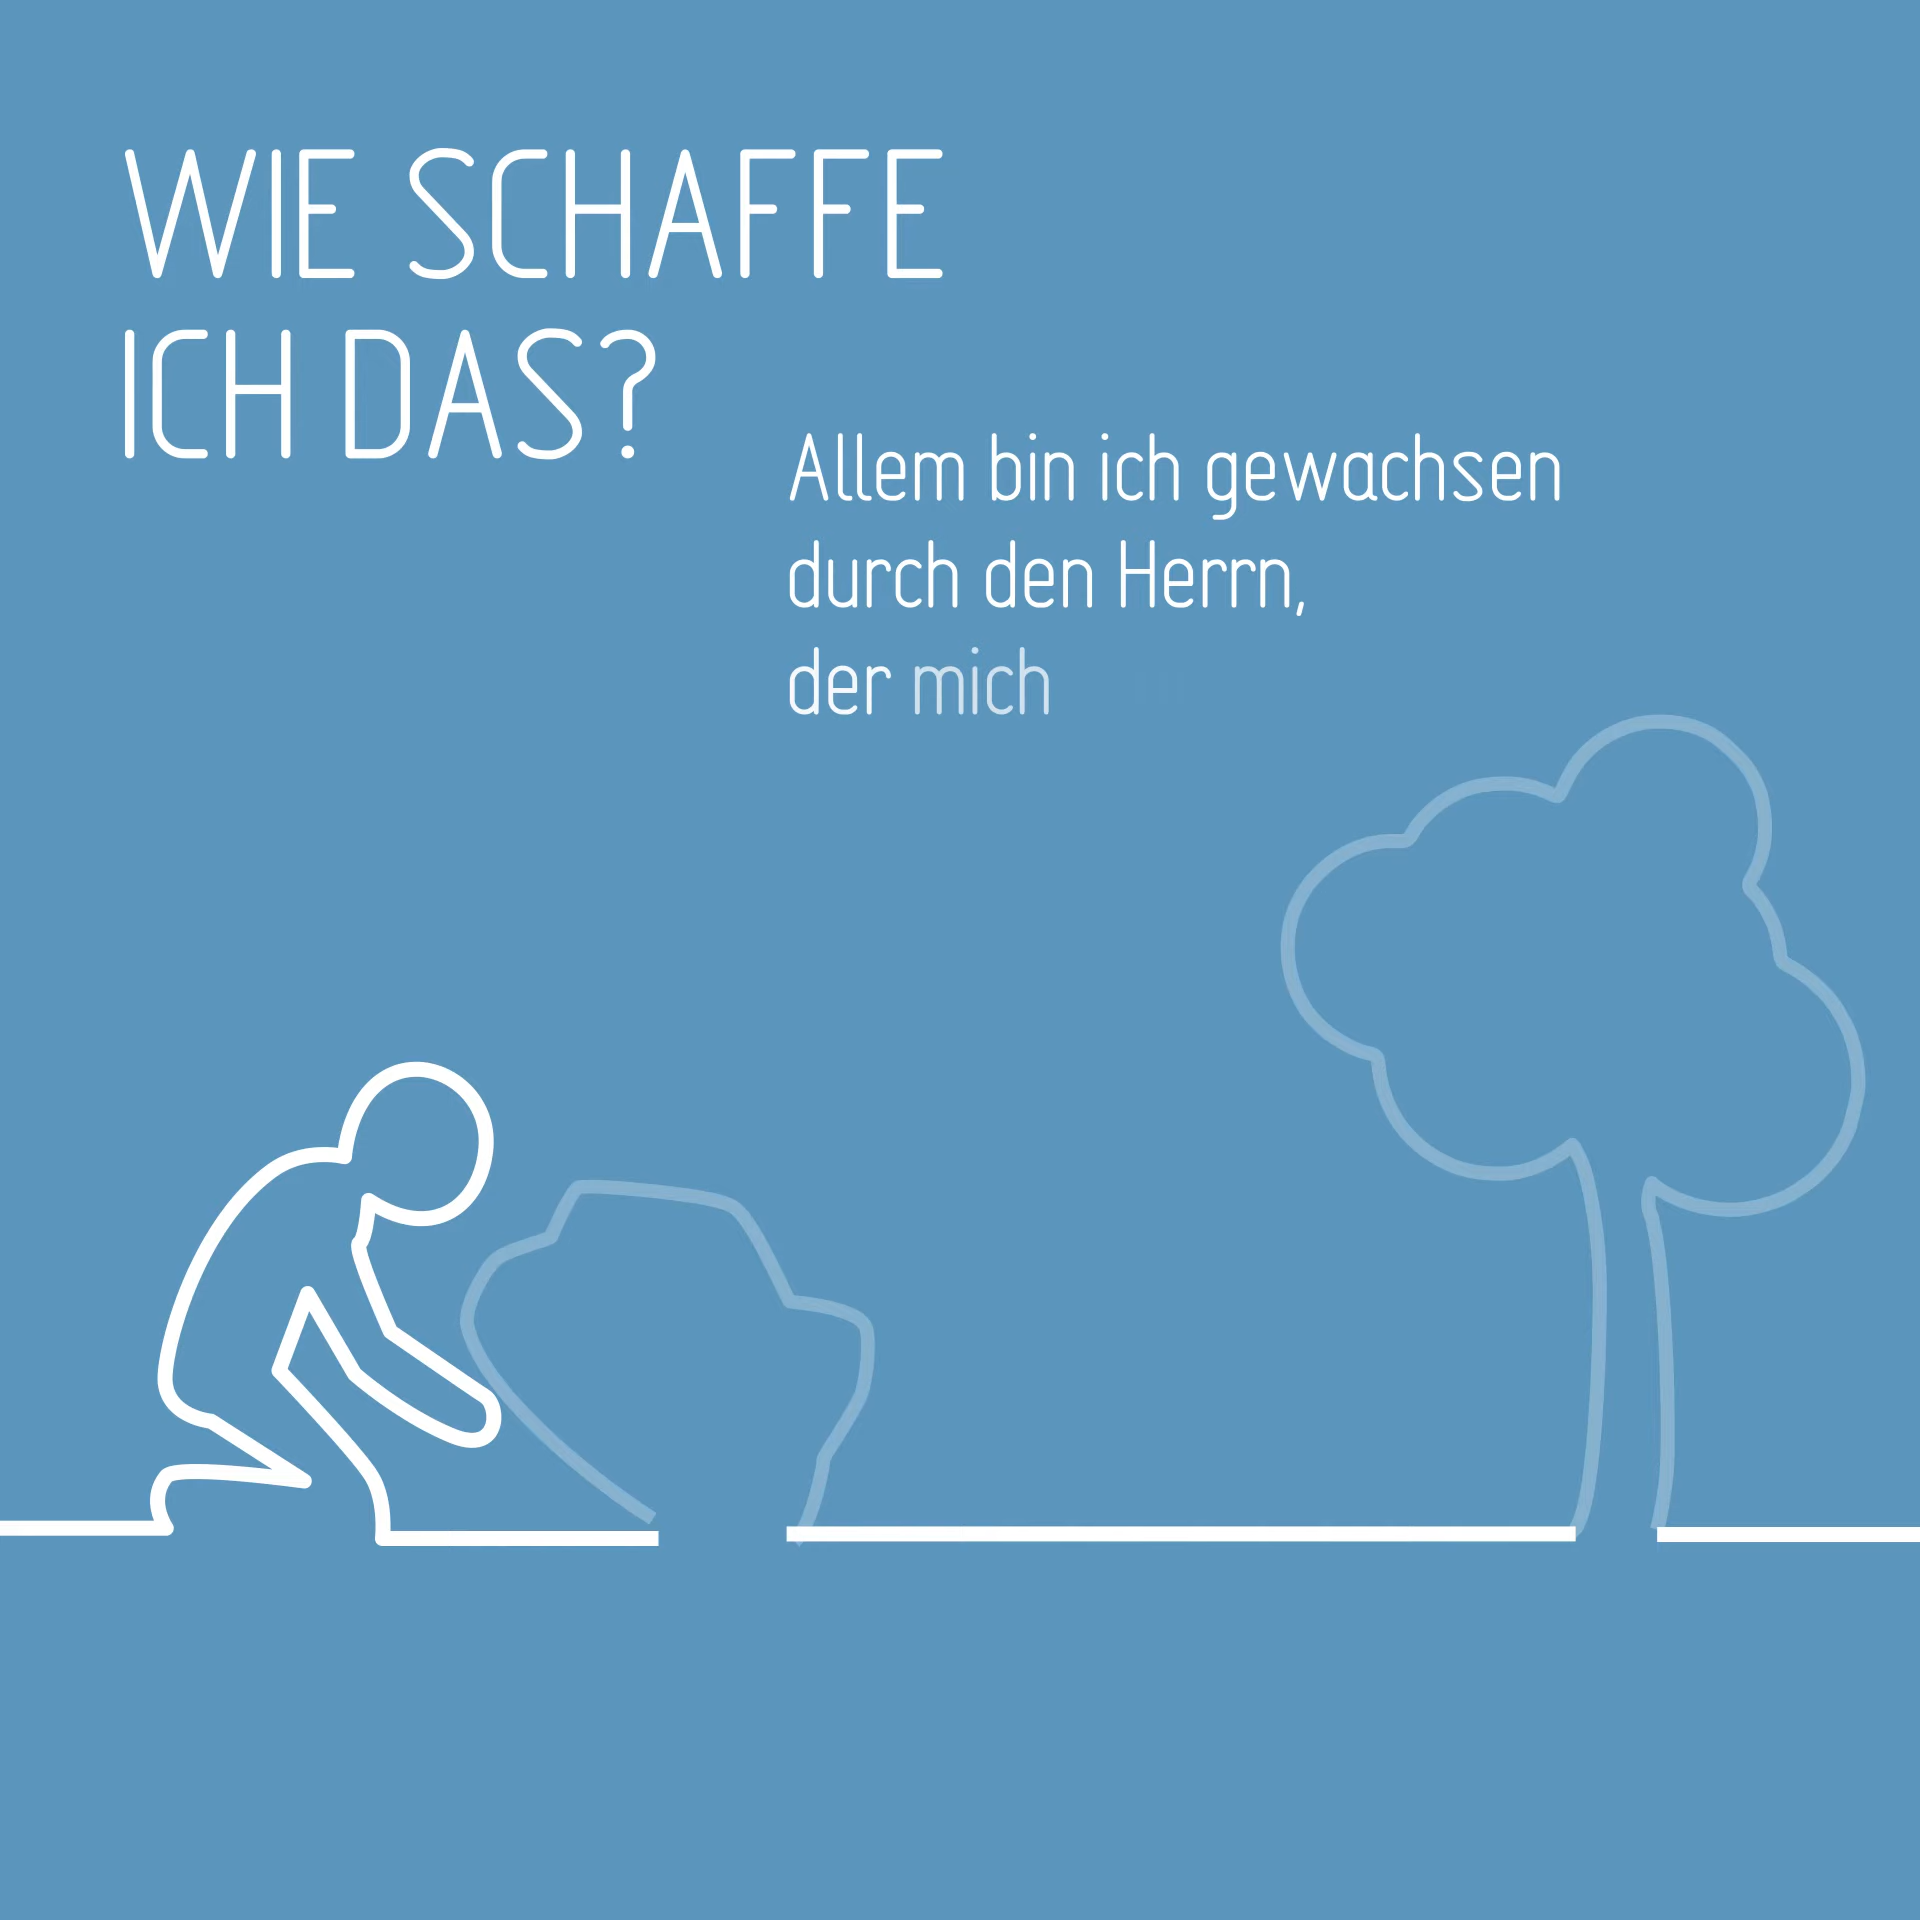 WIE SCHAFFE
ICH DAS?
Allem bin ich gewachsen
durch den Herrn,
der mich